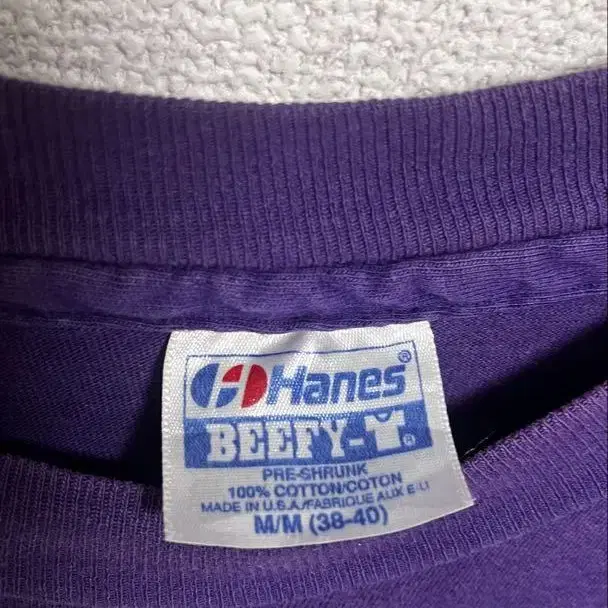 Hanes®
BEEFY-T®
PRE-SHRUNK
100% COTTON/COTON
MADE IN U.S.A./FABRIQUE AUX E-U
M/M (38-40)